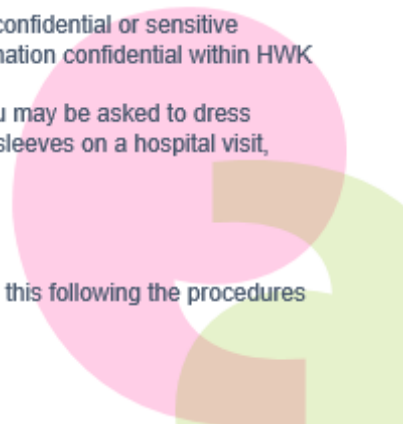 confidential or sensitive
nation confidential within HWK
u may be asked to dress
sleeves on a hospital visit,
this following the procedures